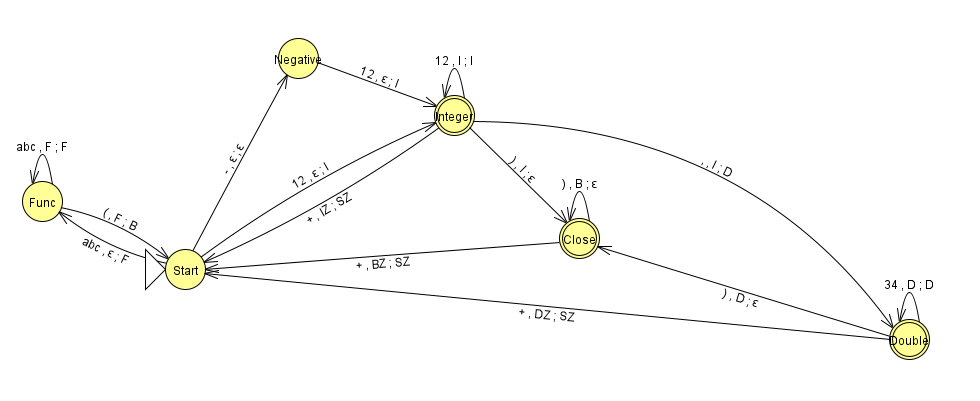 Negative
12 , ε ; I
12 , I ; I
Integer
- , ε ; ε
12 , ε ; I
+ , IZ ; SZ
) , I ; ε
, , I ; D
abc , F ; F
Func
( , F ; B
abc , ε ; F
Start
) , B ; ε
Close
+ , BZ ; SZ
) , D ; ε
+ , DZ ; SZ
34 , D ; D
Double